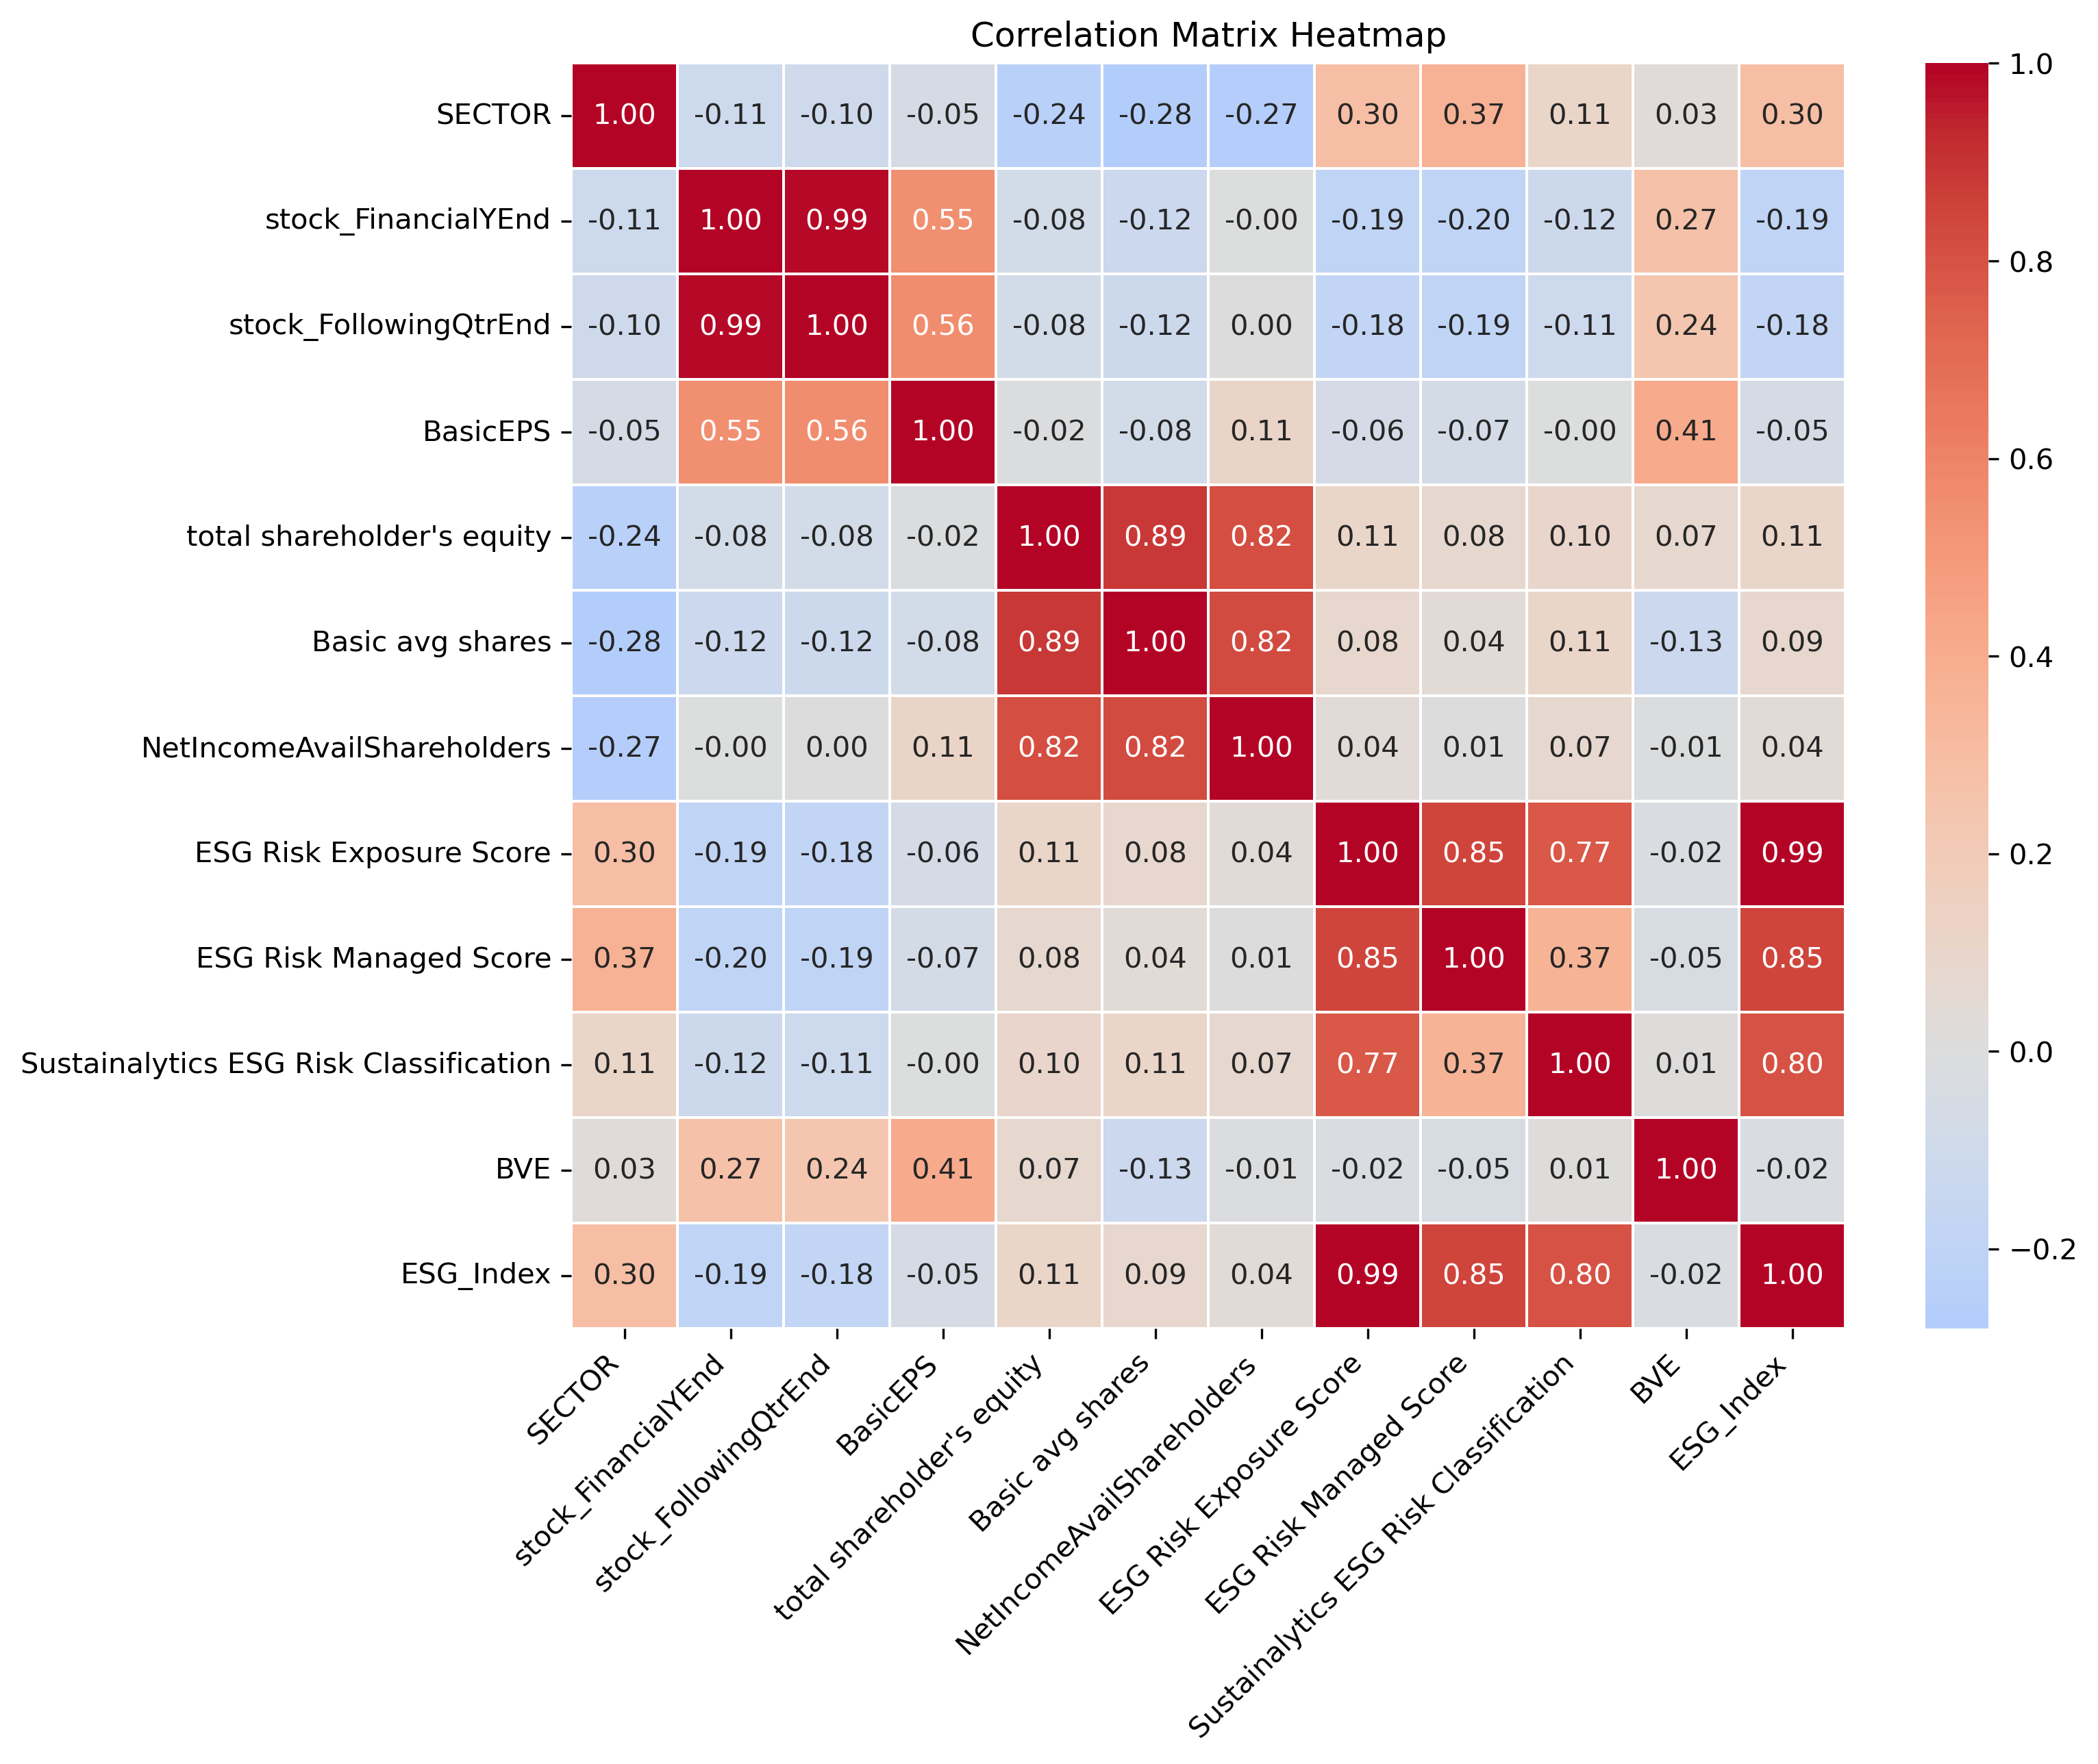 Correlation Matrix Heatmap
SECTOR 1.00 -0.11 -0.10 -0.05 -0.24 -0.28 -0.27 0.30 0.37 0.11 0.03 0.30
stock_FinancialYEnd -0.11 1.00 0.99 0.55 -0.08 -0.12 -0.00 -0.19 -0.20 -0.12 0.27 -0.19
stock_FollowingQtrEnd -0.10 0.99 1.00 0.56 -0.08 -0.12 0.00 -0.18 -0.19 -0.11 0.24 -0.18
BasicEPS -0.05 0.55 0.56 1.00 -0.02 -0.08 0.11 -0.06 -0.07 -0.00 0.41 -0.05
total shareholder's equity -0.24 -0.08 -0.08 -0.02 1.00 0.89 0.82 0.11 0.08 0.10 0.07 0.11
Basic avg shares -0.28 -0.12 -0.12 -0.08 0.89 1.00 0.82 0.08 0.04 0.11 -0.13 0.09
NetIncomeAvailShareholders -0.27 -0.00 0.00 0.11 0.82 0.82 1.00 0.04 0.01 0.07 -0.01 0.04
ESG Risk Exposure Score 0.30 -0.19 -0.18 -0.06 0.11 0.08 0.04 1.00 0.85 0.77 -0.02 0.99
ESG Risk Managed Score 0.37 -0.20 -0.19 -0.07 0.08 0.04 0.01 0.85 1.00 0.37 -0.05 0.85
Sustainalytics ESG Risk Classification 0.11 -0.12 -0.11 -0.00 0.10 0.11 0.07 0.77 0.37 1.00 0.01 0.80
BVE 0.03 0.27 0.24 0.41 0.07 -0.13 -0.01 -0.02 -0.05 0.01 1.00 -0.02
ESG_Index 0.30 -0.19 -0.18 -0.05 0.11 0.09 0.04 0.99 0.85 0.80 -0.02 1.00
SECTOR
stock_FinancialYEnd
stock_FollowingQtrEnd
BasicEPS
total shareholder's equity
Basic avg shares
NetIncomeAvailShareholders
ESG Risk Exposure Score
ESG Risk Managed Score
Sustainalytics ESG Risk Classification
BVE
ESG_Index
1.0
0.8
0.6
0.4
0.2
0.0
−0.2